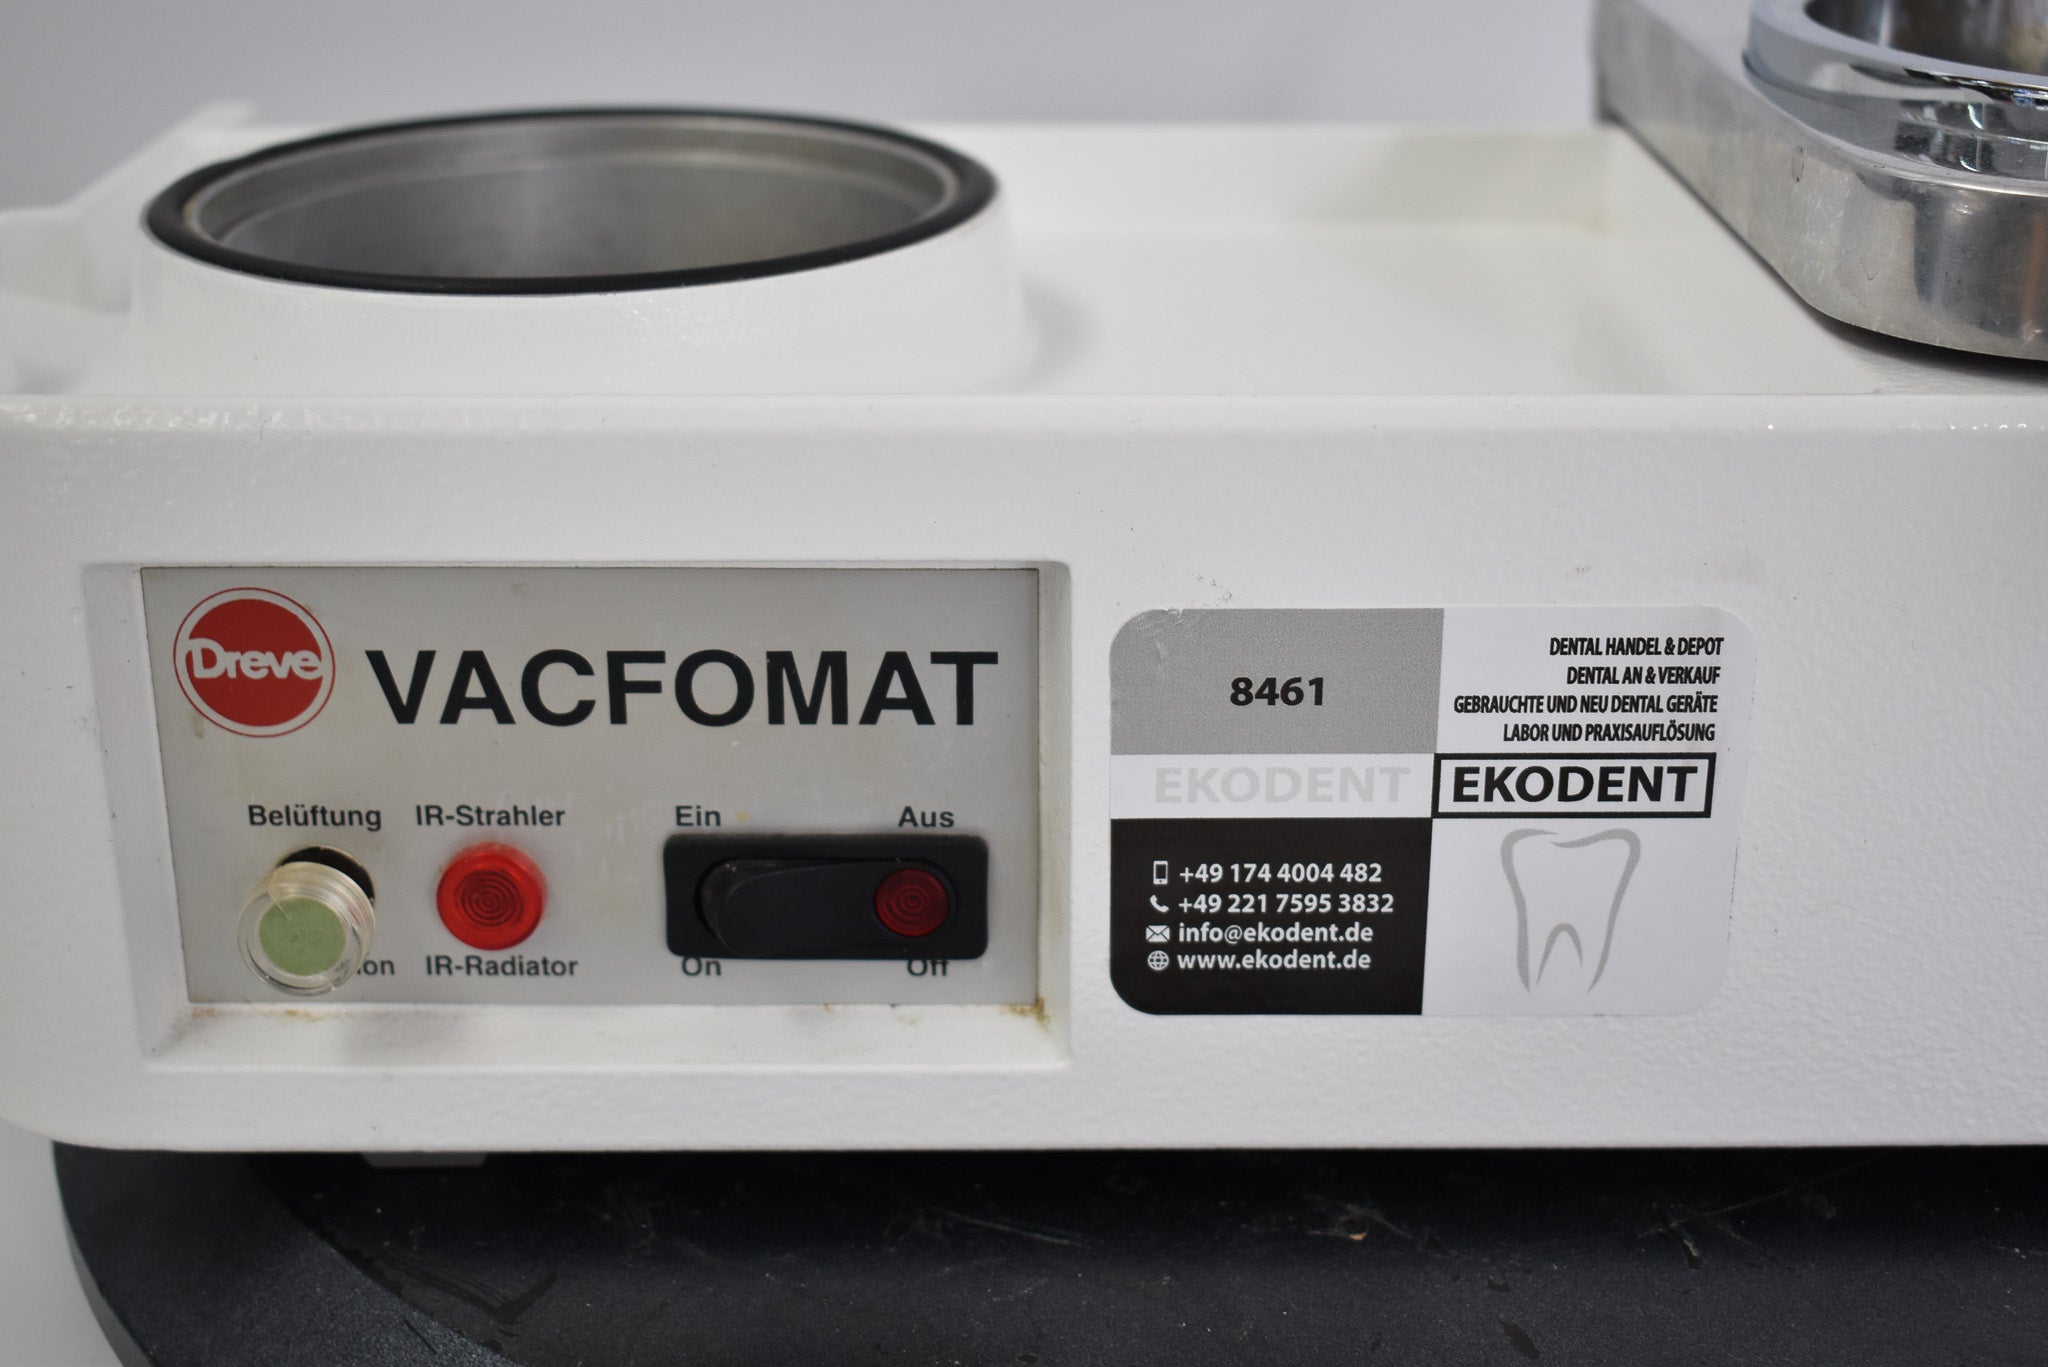 Dreve
VACFOMAT
Belüftung IR-Strahler Ein Aus
IR-Radiator On Off
8461
DENTAL HANDEL & DEPOT
DENTAL AN & VERKAUF
GEBRAUCHTE UND NEU DENTAL GERÄTE
LABOR UND PRAXISAUFLÖSUNG
EKODENT EKODENT
+49 174 4004 482
+49 221 7595 3832
info@ekodent.de
www.ekodent.de